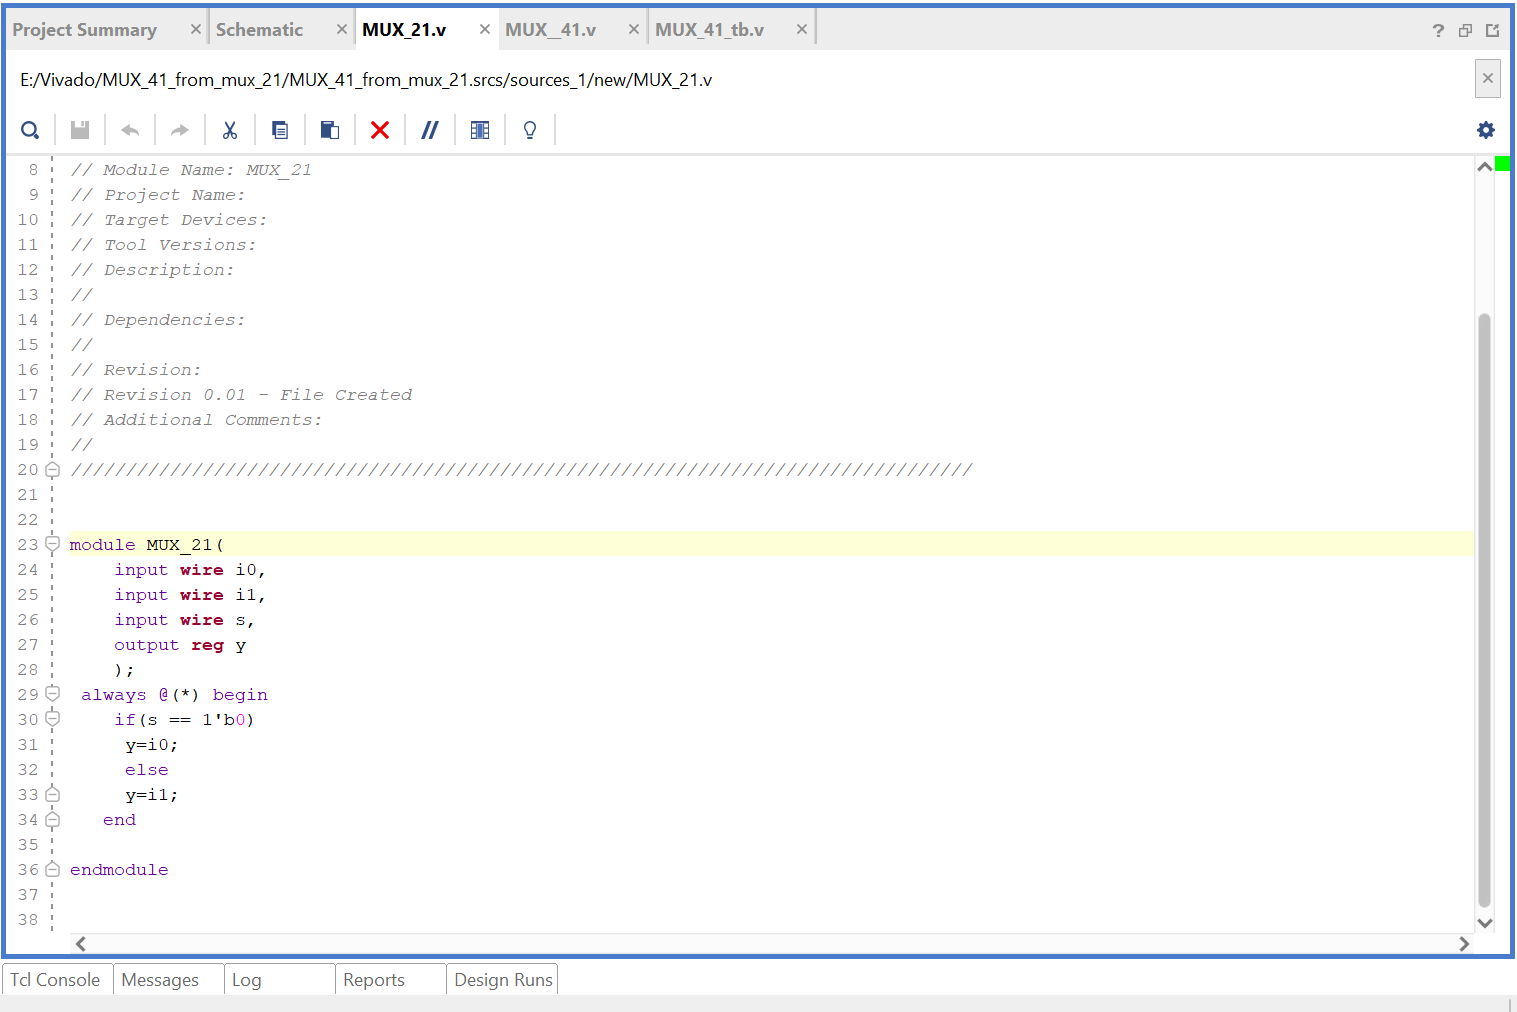 Project Summary × Schematic × MUX_21.v × MUX__41.v × MUX_41_tb.v ×
?
E:/Vivado/MUX_41_from_mux_21/MUX_41_from_mux_21.srcs/sources_1/new/MUX_21.v
//
8 // Module Name: MUX_21
9 // Project Name:
10 // Target Devices:
11 // Tool Versions:
12 // Description:
13 //
14 // Dependencies:
15 //
16 // Revision:
17 // Revision 0.01 - File Created
18 // Additional Comments:
19 //
20 //////////////////////////////////////////////////////////////////////////////////
21
22
23 module MUX_21(
24 input wire i0,
25 input wire i1,
26 input wire s,
27 output reg y
28 );
29 always @(*) begin
30 if(s == 1'b0)
31 y=i0;
32 else
33 y=i1;
34 end
35
36 endmodule
37
38
Tcl Console Messages Log Reports Design Runs